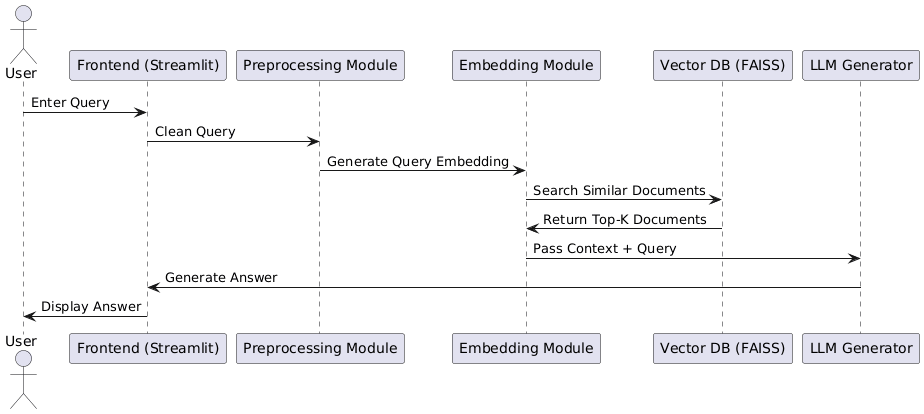 User
Frontend (Streamlit)
Preprocessing Module
Embedding Module
Vector DB (FAISS)
LLM Generator
Enter Query
Clean Query
Generate Query Embedding
Search Similar Documents
Return Top-K Documents
Pass Context + Query
Generate Answer
Display Answer
User
Frontend (Streamlit)
Preprocessing Module
Embedding Module
Vector DB (FAISS)
LLM Generator